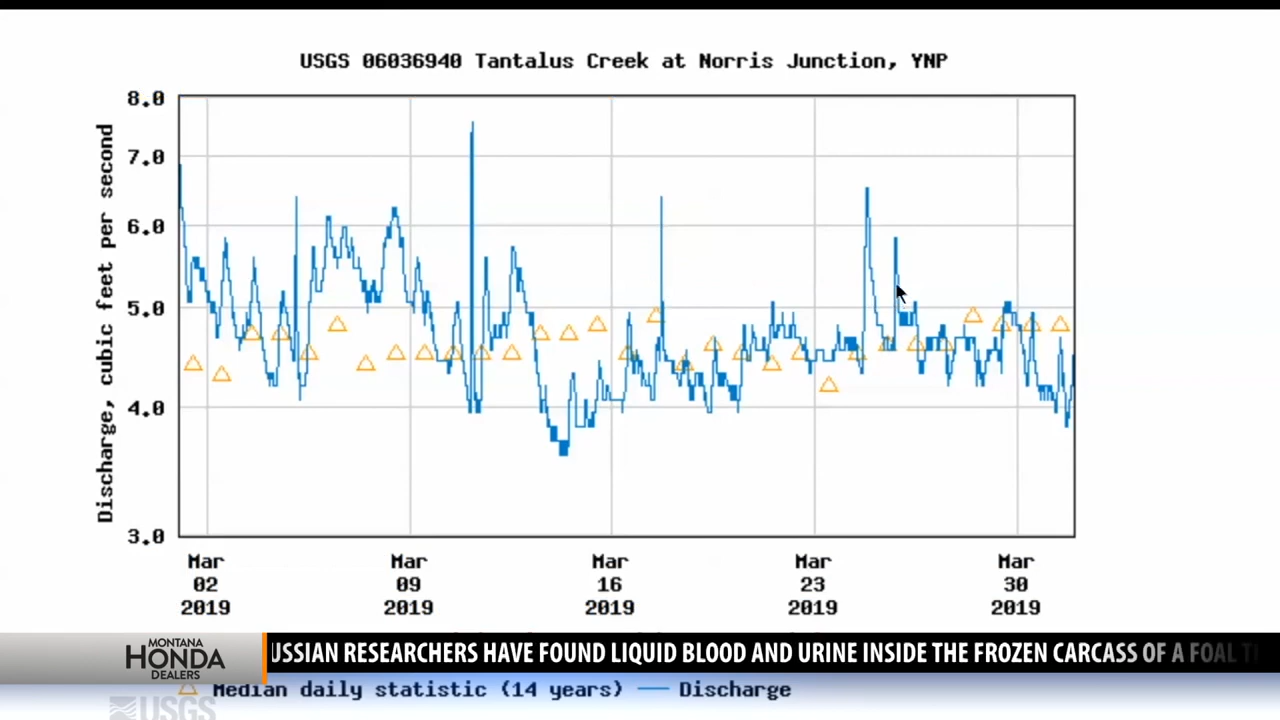 USGS 06036940 Tantalus Creek at Norris Junction, YNP
Discharge, cubic feet per second
8.0
7.0
6.0
5.0
4.0
3.0
Mar 02 2019
Mar 09 2019
Mar 16 2019
Mar 23 2019
Mar 30 2019
MONTANA
HONDA
DEALERS
USSIAN RESEARCHERS HAVE FOUND LIQUID BLOOD AND URINE INSIDE THE FROZEN CARCASS OF A FOAL
Median daily statistic (14 years) Discharge
USGS